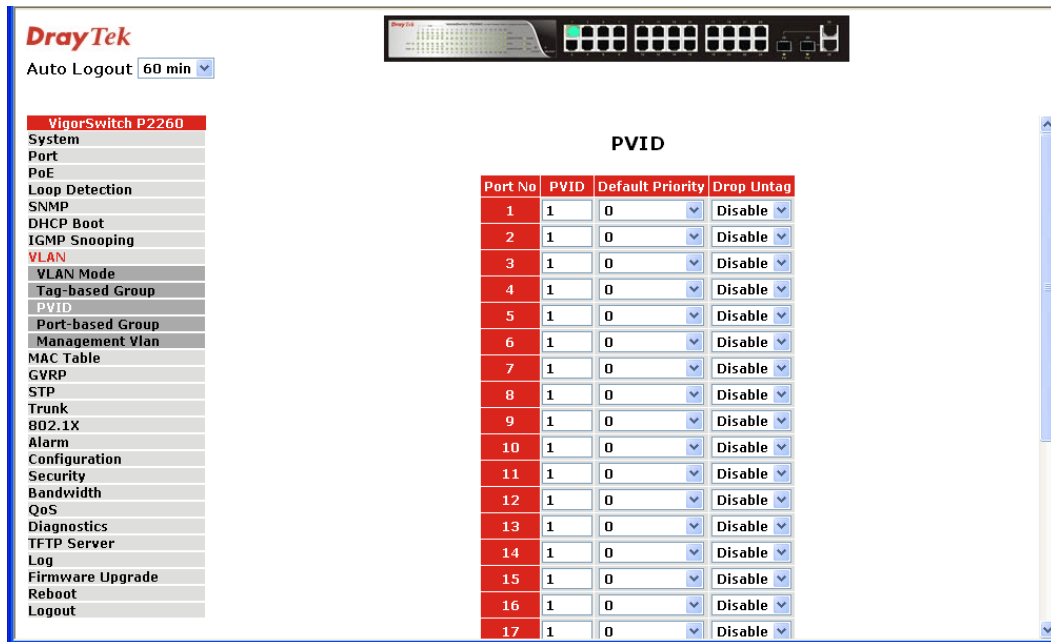 DrayTek
Auto Logout 60 min
VigorSwitch P2260
System
Port
PoE
Loop Detection
SNMP
DHCP Boot
IGMP Snooping
VLAN
VLAN Mode
Tag-based Group
PVID
Port-based Group
Management Vlan
MAC Table
GVRP
STP
Trunk
802.1X
Alarm
Configuration
Security
Bandwidth
QoS
Diagnostics
TFTP Server
Log
Firmware Upgrade
Reboot
Logout
PVID
Port No PVID Default Priority Drop Untag
1 1 0 Disable
2 1 0 Disable
3 1 0 Disable
4 1 0 Disable
5 1 0 Disable
6 1 0 Disable
7 1 0 Disable
8 1 0 Disable
9 1 0 Disable
10 1 0 Disable
11 1 0 Disable
12 1 0 Disable
13 1 0 Disable
14 1 0 Disable
15 1 0 Disable
16 1 0 Disable
17 1 0 Disable